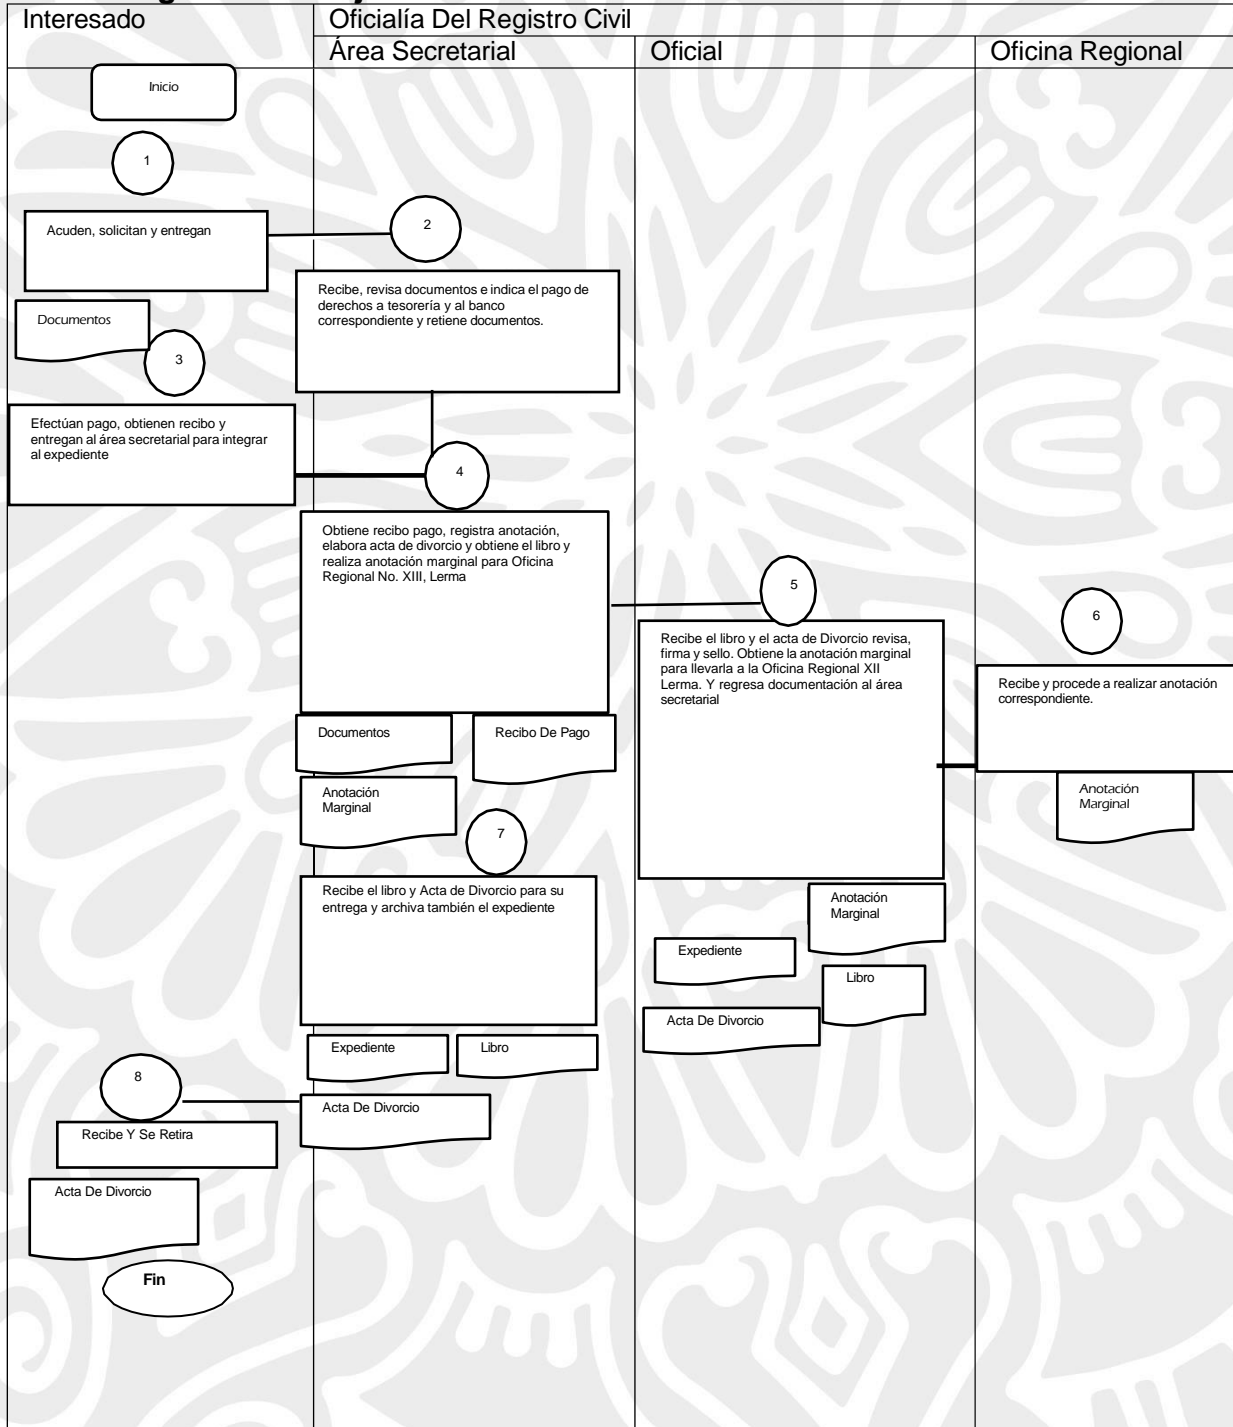 Interesado
Oficialía Del Registro Civil
Área Secretarial
Oficial
Oficina Regional
Inicio
1
Acuden, solicitan y entregan
2
Recibe, revisa documentos e indica el pago de
derechos a tesorería y al banco
correspondiente y retiene documentos.
Documentos
3
Efectúan pago, obtienen recibo y
entregan al área secretarial para integrar
al expediente
4
Obtiene recibo pago, registra anotación,
elabora acta de divorcio y obtiene el libro y
realiza anotación marginal para Oficina
Regional No. XIII, Lerma
Documentos
Recibo De Pago
Anotación
Marginal
5
Recibe el libro y el acta de Divorcio revisa,
firma y sello. Obtiene la anotación marginal
para llevarla a la Oficina Regional XII
Lerma. Y regresa documentación al área
secretarial
6
Recibe y procede a realizar anotación
correspondiente.
Anotación
Marginal
Anotación
Marginal
Expediente
Libro
Acta De Divorcio
7
Recibe el libro y Acta de Divorcio para su
entrega y archiva también el expediente
Expediente
Libro
Acta De Divorcio
8
Recibe Y Se Retira
Acta De Divorcio
Fin